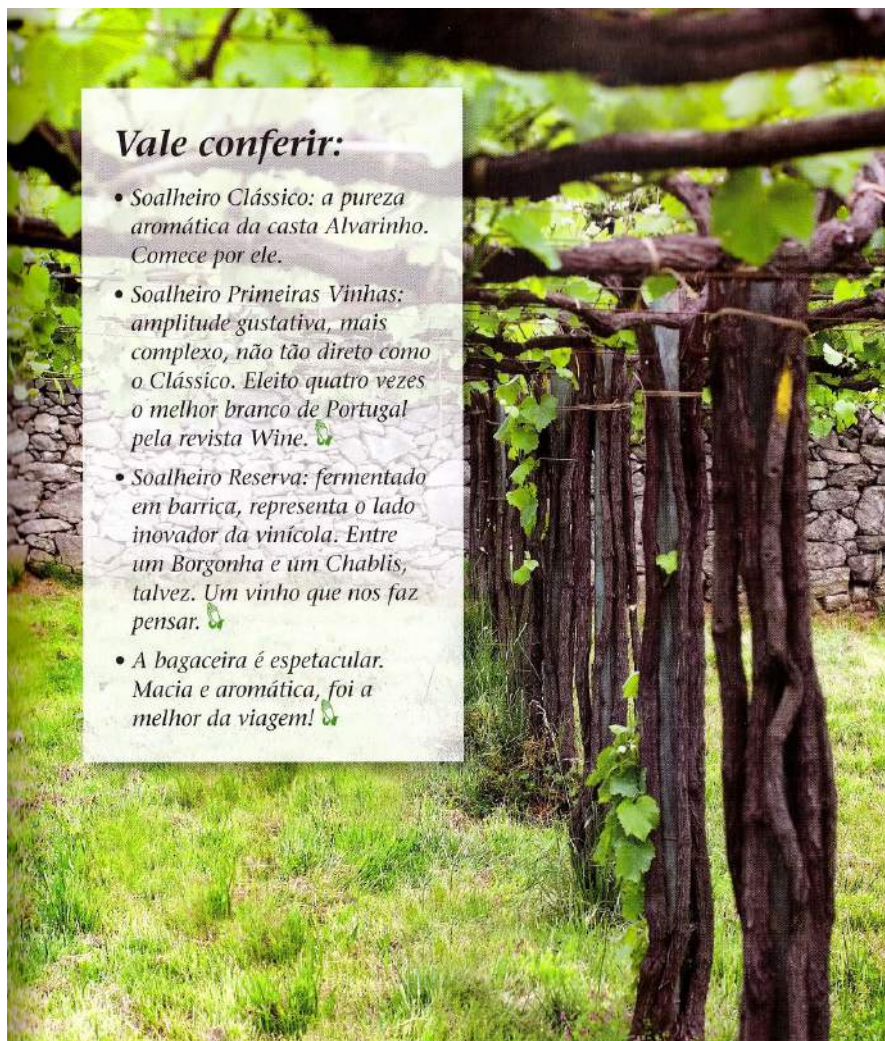 Vale conferir:
• Soalheiro Clássico: a pureza
aromática da casta Alvarinho.
Comece por ele.
• Soalheiro Primeiras Vinhas:
amplitude gustativa, mais
complexo, não tão direto como
o Clássico. Eleito quatro vezes
o melhor branco de Portugal
pela revista Wine.
• Soalheiro Reserva: fermentado
em barrica, representa o lado
inovador da vinícola. Entre
um Borgonha e um Chablis,
talvez. Um vinho que nos faz
pensar.
• A bagaceira é espetacular.
Macia e aromática, foi a
melhor da viagem!